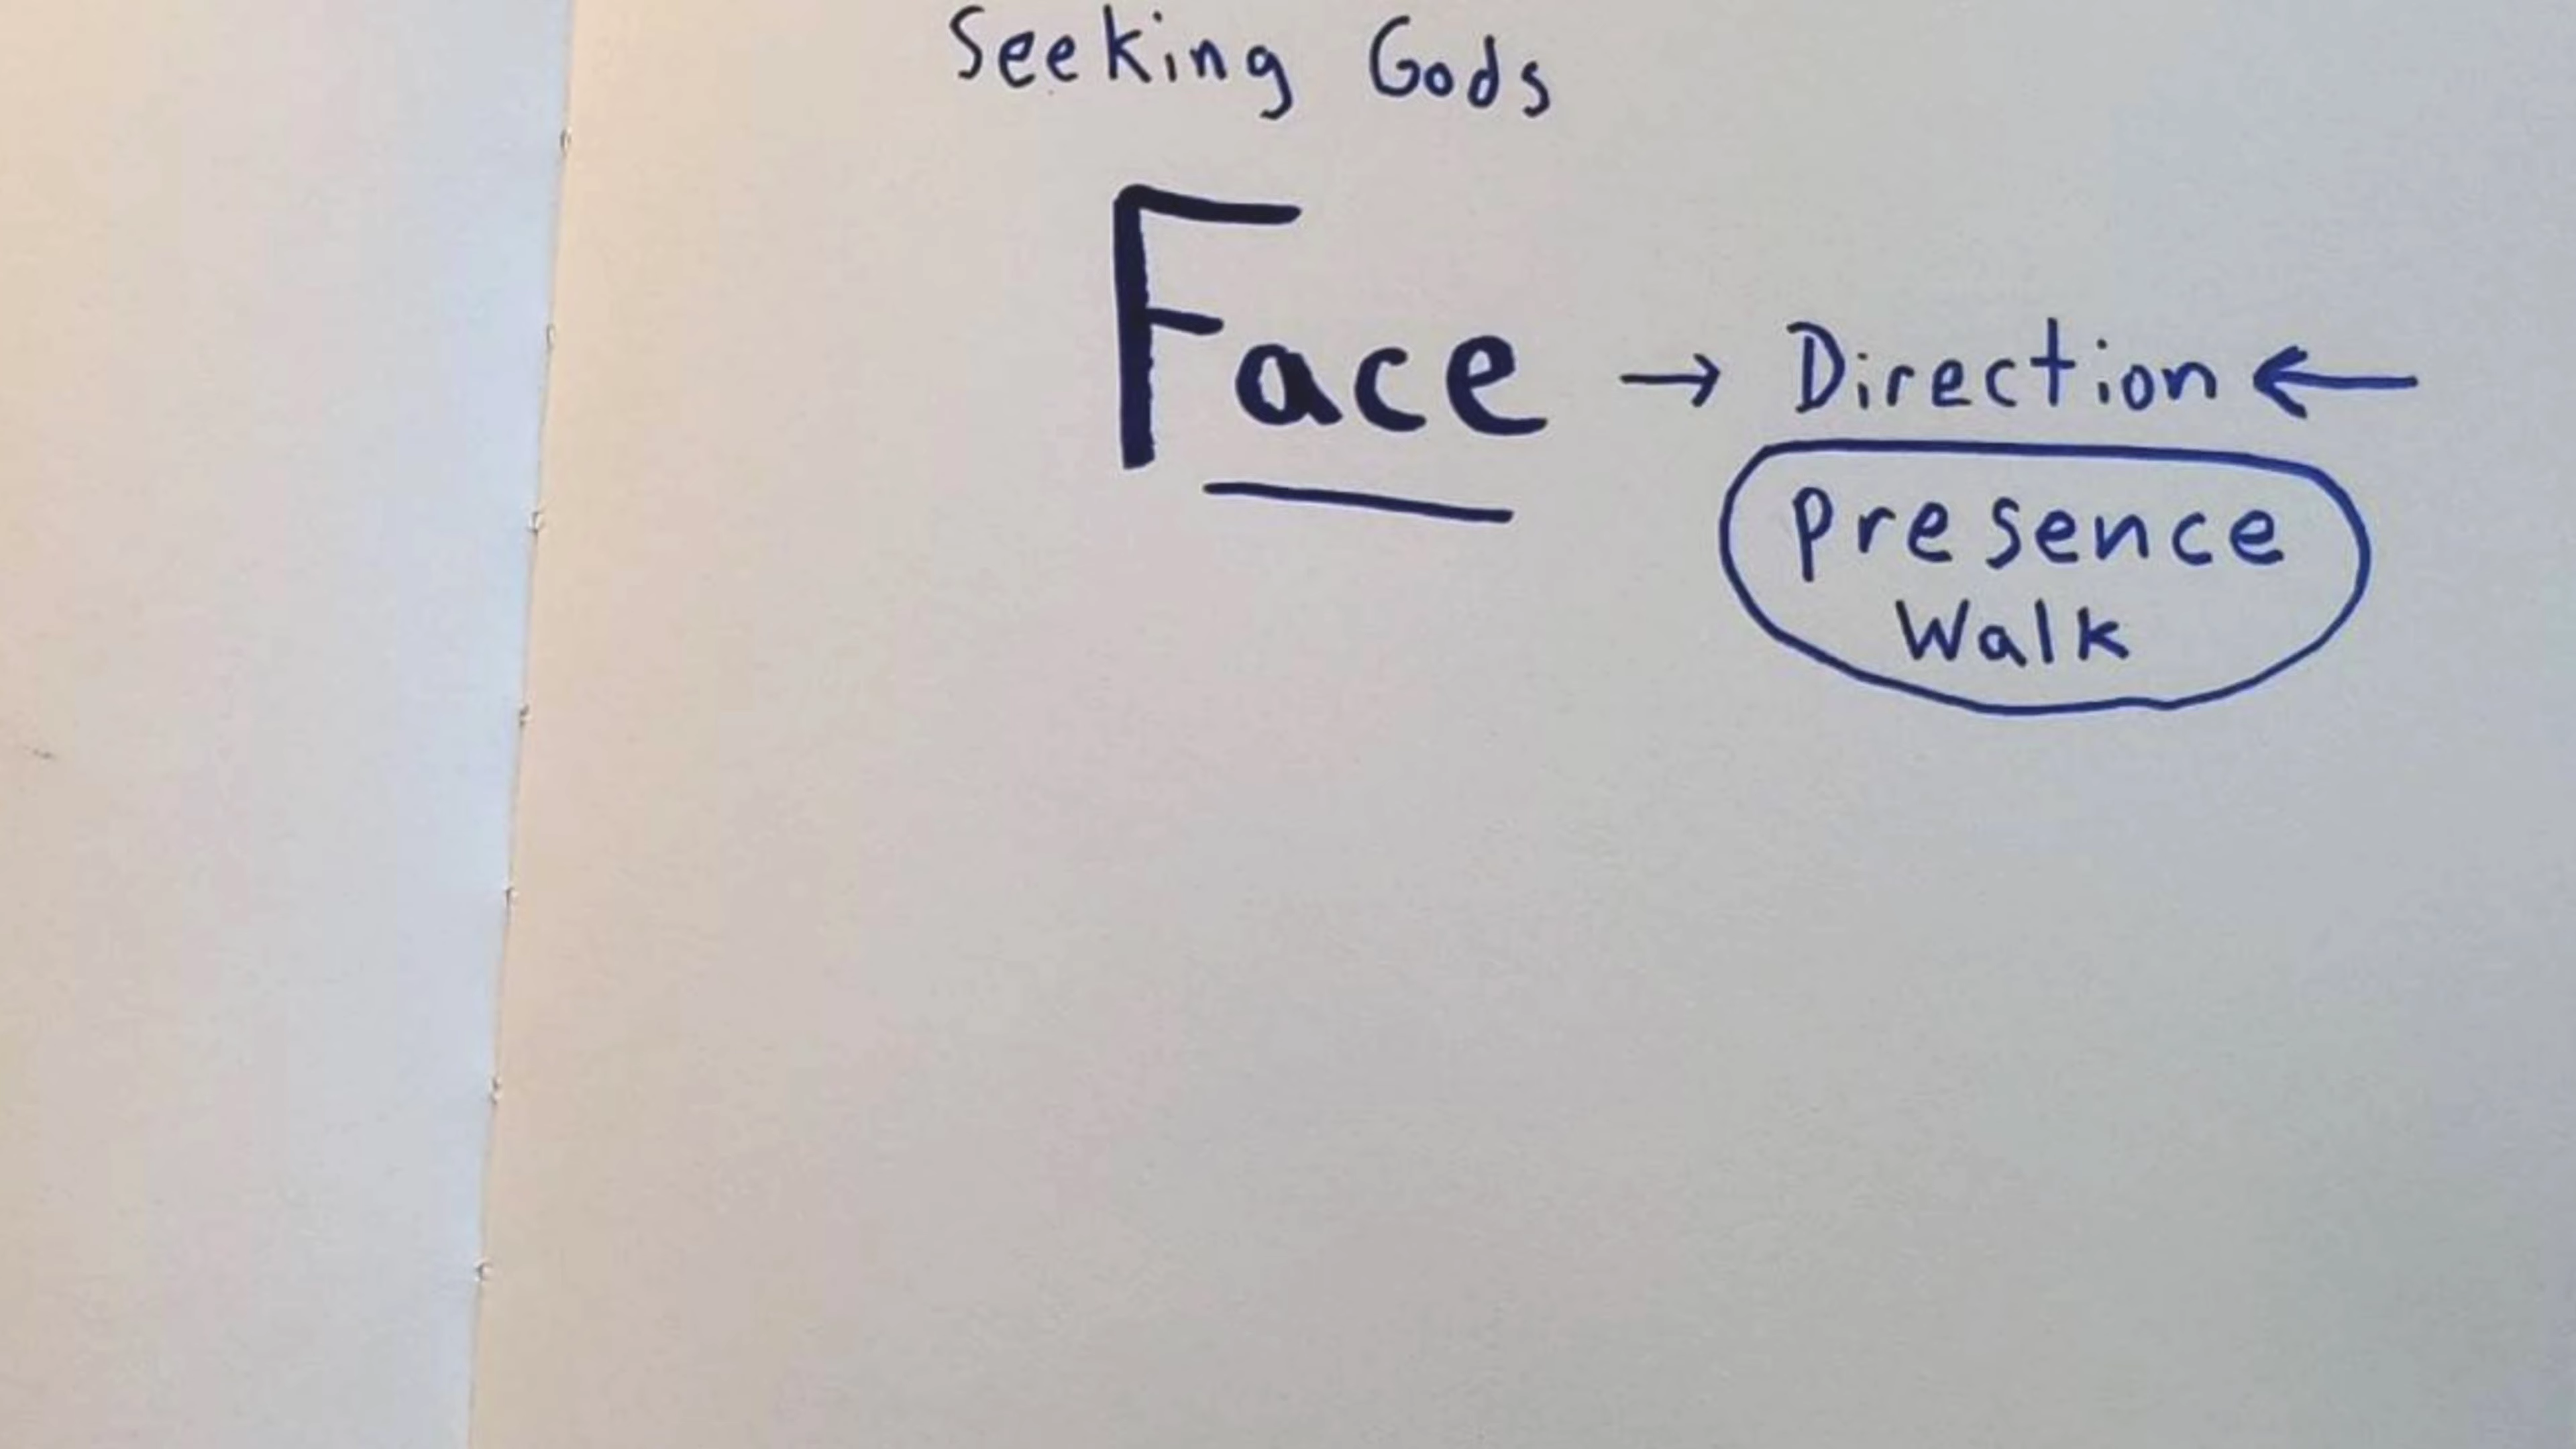 Seeking Gods
Face → Direction ←
Presence
Walk